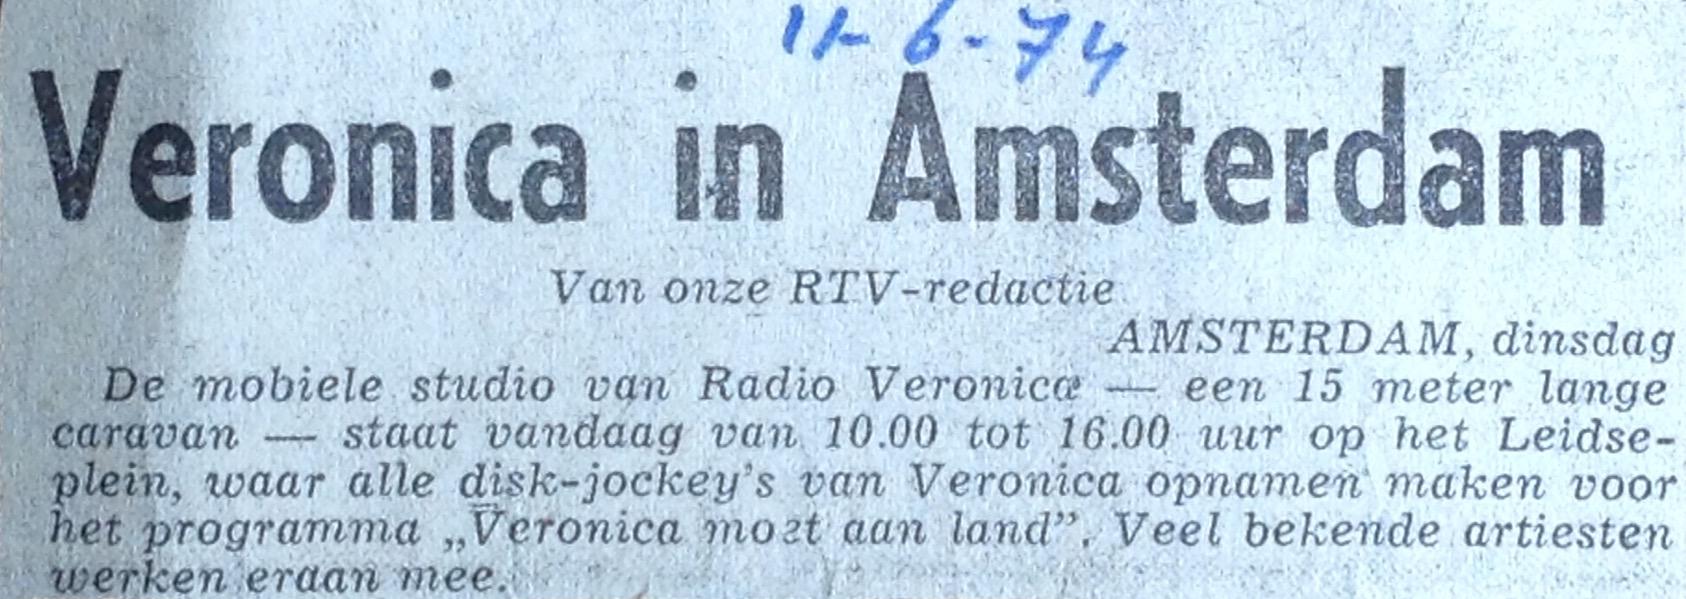 11-6-74
Veronica in Amsterdam
Van onze RTV-redactie
AMSTERDAM, dinsdag
De mobiele studio van Radio Veronica — een 15 meter lange
caravan — staat vandaag van 10.00 tot 16.00 uur op het Leidse-
plein, waar alle disk-jockey's van Veronica opnamen maken voor
het programma „Veronica moet aan land”. Veel bekende artiesten
werken eraan mee.